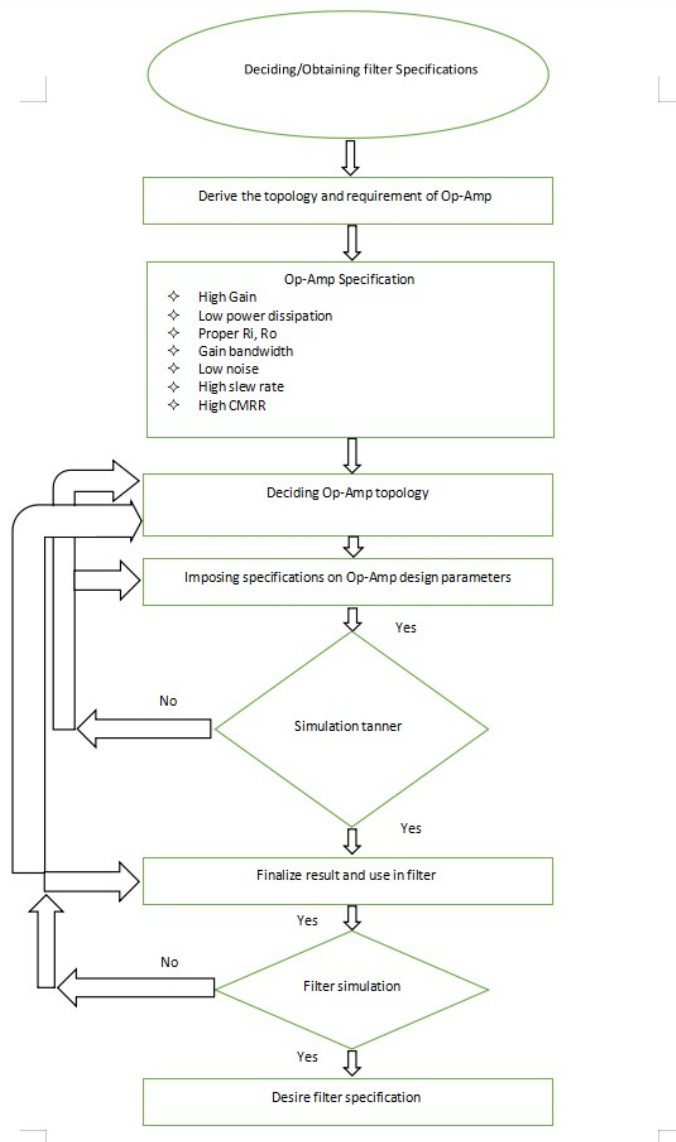 Deciding/Obtaining filter Specifications
Derive the topology and requirement of Op-Amp
Op-Amp Specification
High Gain
Low power dissipation
Proper Ri, Ro
Gain bandwidth
Low noise
High slew rate
High CMRR
Deciding Op-Amp topology
Imposing specifications on Op-Amp design parameters
Yes
No
Simulation tanner
Yes
Finalize result and use in filter
Yes
No
Filter simulation
Yes
Desire filter specification